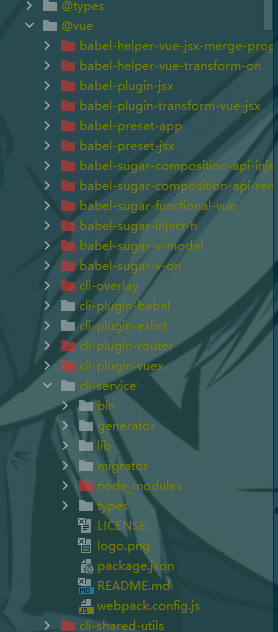 @types
@vue
babel-helper-vue-jsx-merge-prop
babel-helper-vue-transform-on
babel-plugin-jsx
babel-plugin-transform-vue-jsx
babel-preset-app
babel-preset-jsx
babel-sugar-composition-api-inje
babel-sugar-composition-api-ren
babel-sugar-functional-vue
babel-sugar-inject-h
babel-sugar-v-model
babel-sugar-v-on
cli-overlay
cli-plugin-babel
cli-plugin-eslint
cli-plugin-router
cli-plugin-vuex
cli-service
bin
generator
lib
migrator
node_modules
types
LICENSE
logo.png
package.json
README.md
webpack.config.js
cli-shared-utils